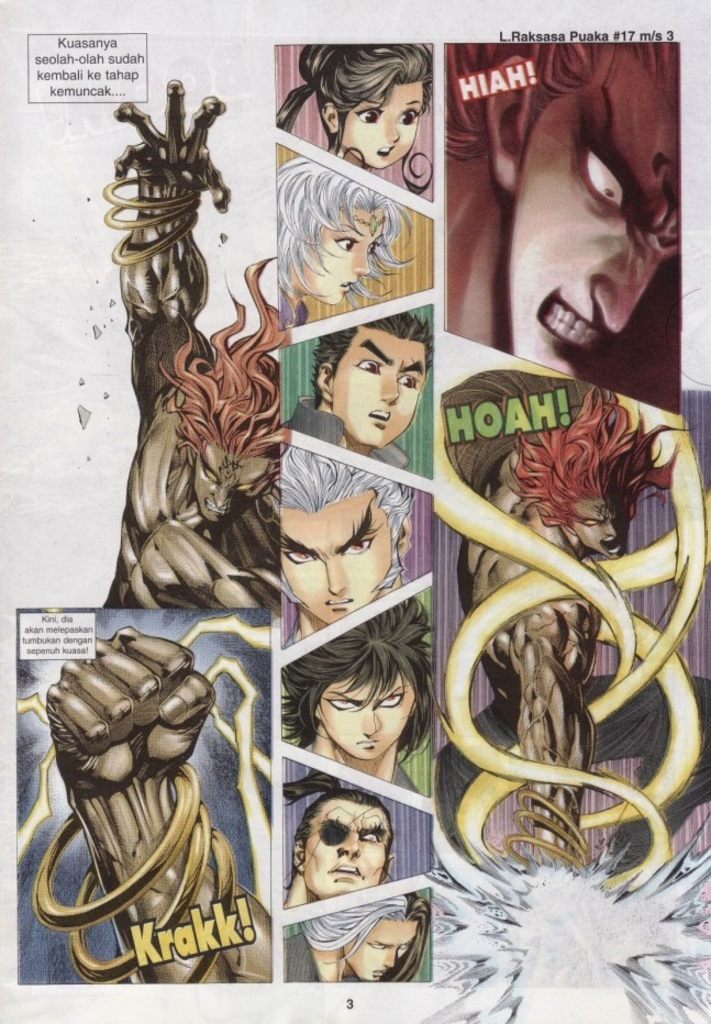 L.Raksasa Puaka #17 m/s 3
Kuasanya
seolah-olah sudah
kembali ke tahap
kemuncak....
HIAH!
HOAH!
Kini, dia
akan melepaskan
tumbukan dengan
sepenuh kuasa!
Krakk!
3